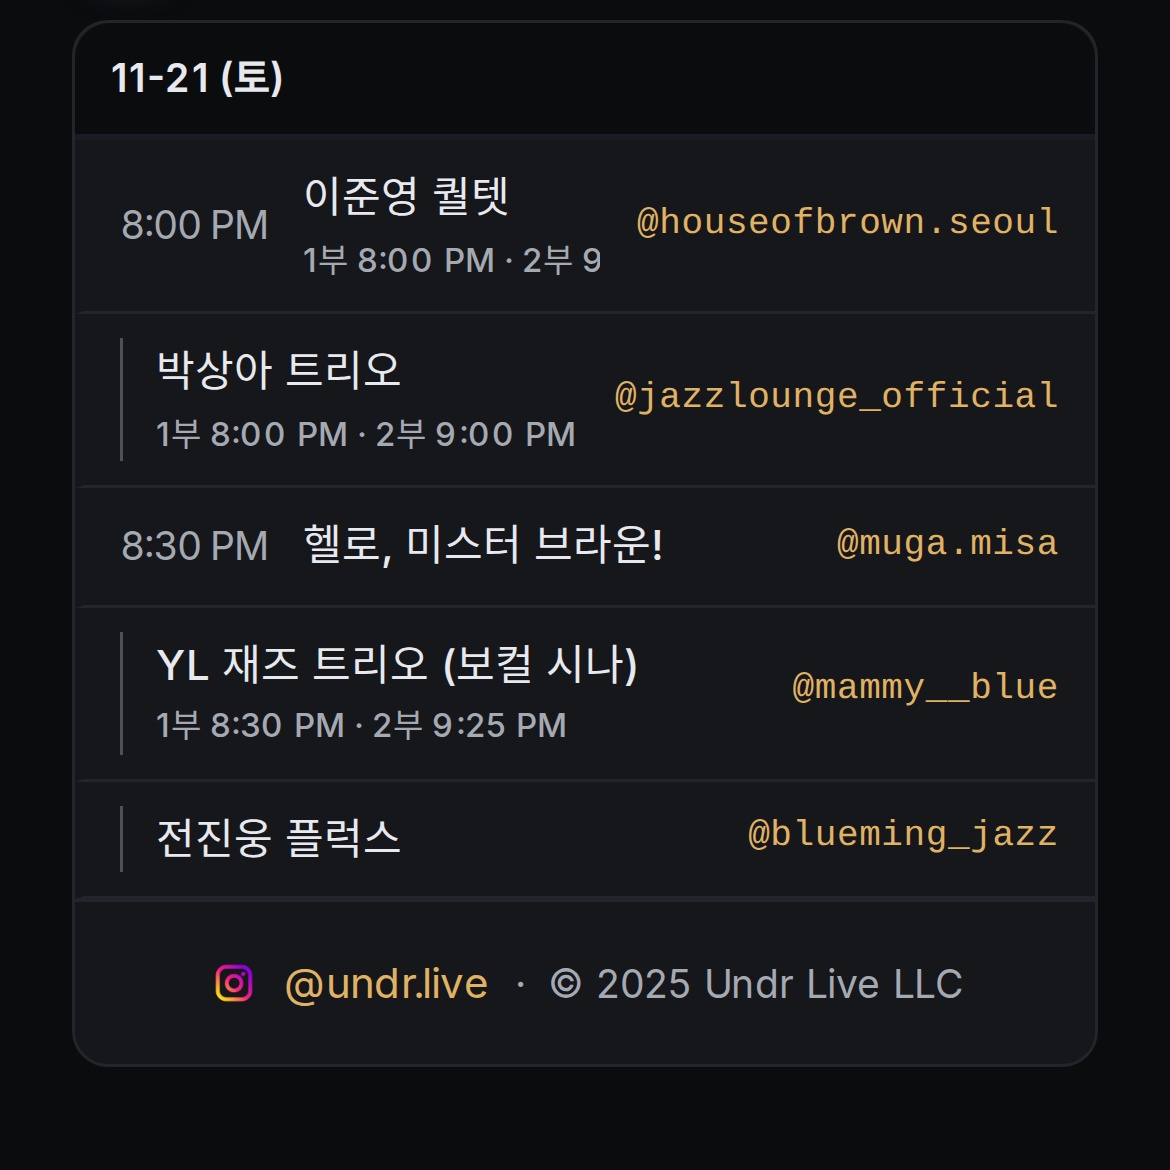 11-21 (토)
8:00 PM 이준영 퀄텟 @houseofbrown.seoul
1부 8:00 PM · 2부 9
박상아 트리오 @jazzlounge_official
1부 8:00 PM · 2부 9:00 PM
8:30 PM 헬로, 미스터 브라운! @muga.misa
YL 재즈 트리오 (보컬 시나) @mammy__blue
1부 8:30 PM · 2부 9:25 PM
전진웅 플럭스 @blueming_jazz
@undr.live · © 2025 Undr Live LLC